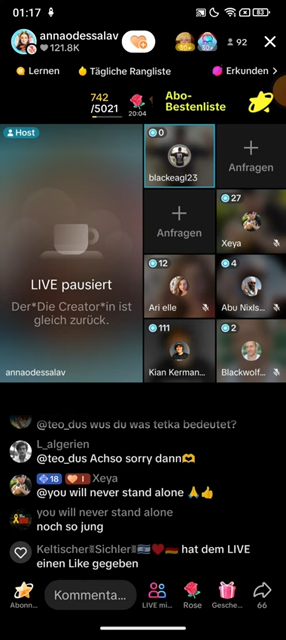 01:17
83
annaodessalav
121.8K
92
Lernen
Tägliche Rangliste
Erkunden
742
/5021
20:04
Abo-
Bestenliste
Host
0
blackeagl23
Anfragen
Anfragen
27
Xeya
LIVE pausiert
Der*Die Creator*in ist
gleich zurück.
12
Ari elle
4
Abu Nixls...
annaodessalav
111
Kian Kerman...
2
Blackwolf...
@teo_dus wus du was tetka bedeutet?
L_algerien
@teo_dus Achso sorry dann
18 I Xeya
@you will never stand alone
you will never stand alone
noch so jung
Keltischer Sichler hat dem LIVE
einen Like gegeben
Abonn...
Kommenta...
LIVE mi...
Rose
Gesche...
66